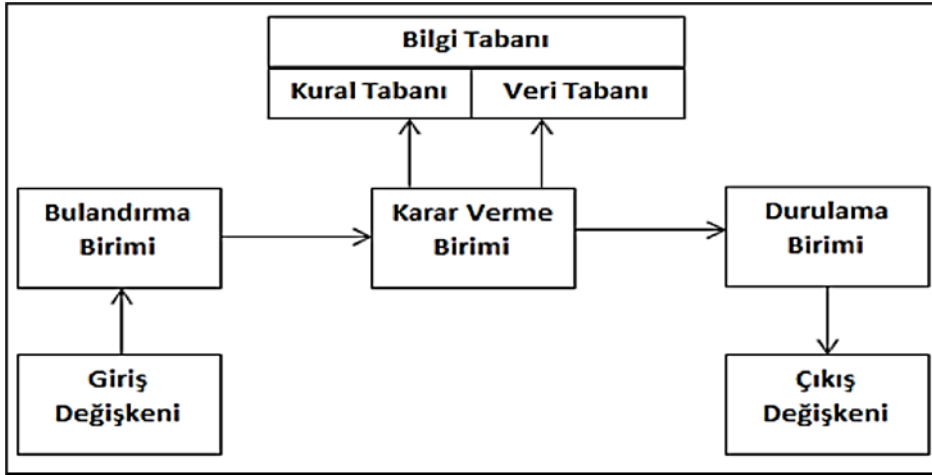 Bilgi Tabanı
Kural Tabanı
Veri Tabanı
Bulandırma
Birimi
Karar Verme
Birimi
Durulama
Birimi
Giriş
Değişkeni
Çıkış
Değişkeni